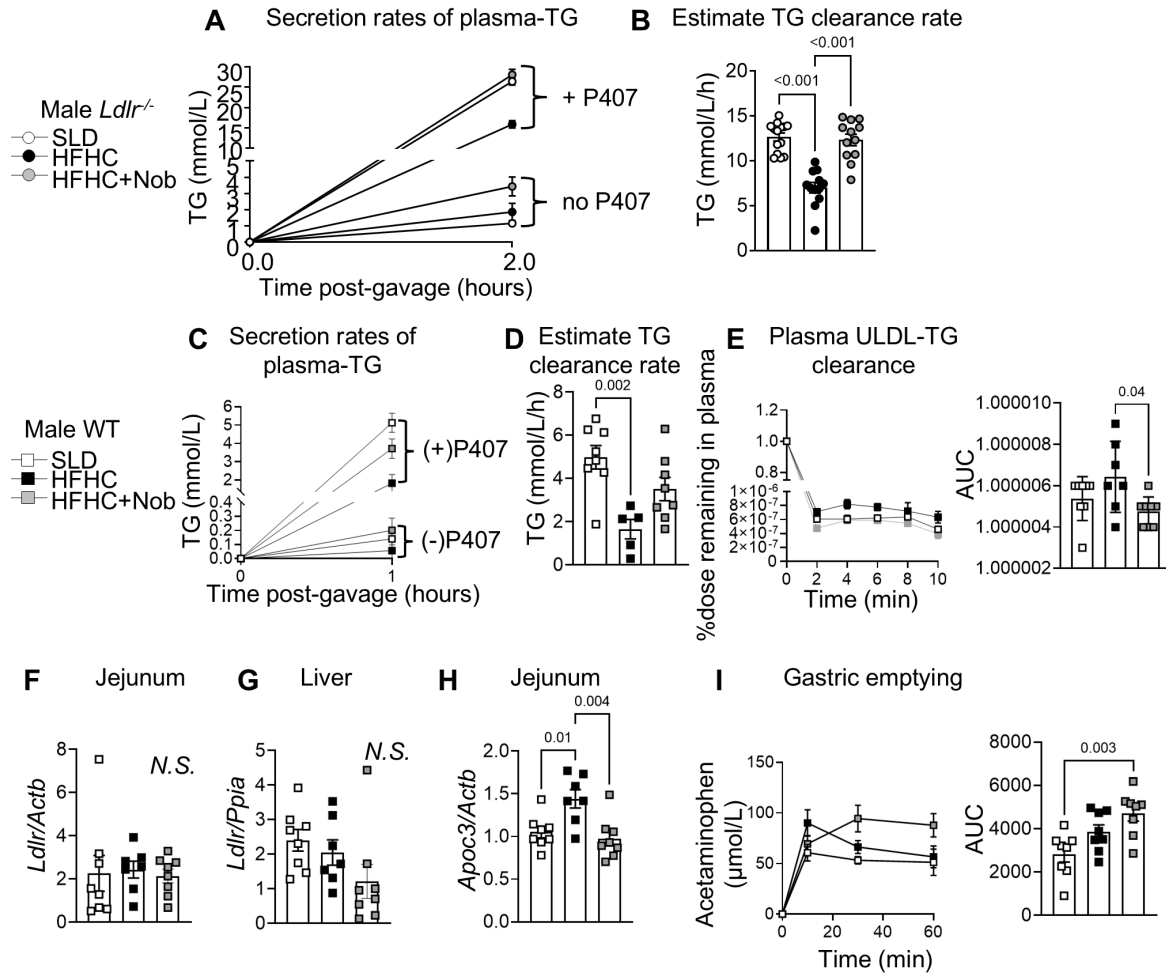 A Secretion rates of plasma-TG
Male Ldlr-/-
SLD
HFHC
HFHC+Nob
TG (mmol/L)
30
25
20
15
10
5
4
3
2
1
0
0.0
2.0
+ P407
no P407
Time post-gavage (hours)
B Estimate TG clearance rate
<0.001
<0.001
TG (mmol/L/h)
20
15
10
5
0
C Secretion rates of
plasma-TG
Male WT
SLD
HFHC
HFHC+Nob
TG (mmol/L)
6
5
4
3
2
0.4
0.3
0.2
0.1
0.0
0
1
(+)P407
(-)P407
Time post-gavage (hours)
D Estimate TG
clearance rate
0.002
TG (mmol/L/h)
8
6
4
2
0
E Plasma ULDL-TG
clearance
%dose remaining in plasma
1.2
1.0
0.8
1×10-6
8×10-7
6×10-7
4×10-7
2×10-7
0
0 2 4 6 8 10
Time (min)
0.04
AUC
1.000010
1.000008
1.000006
1.000004
1.000002
F Jejunum
N.S.
Ldlr/Actb
8
6
4
2
0
G Liver
N.S.
Ldlr/Ppia
5
4
3
2
1
0
H Jejunum
0.004
0.01
Apoc3/Actb
2.0
1.5
1.0
0.5
0.0
I Gastric emptying
Acetaminophen
(μmol/L)
150
100
50
0
0 20 40 60
Time (min)
0.003
AUC
8000
6000
4000
2000
0